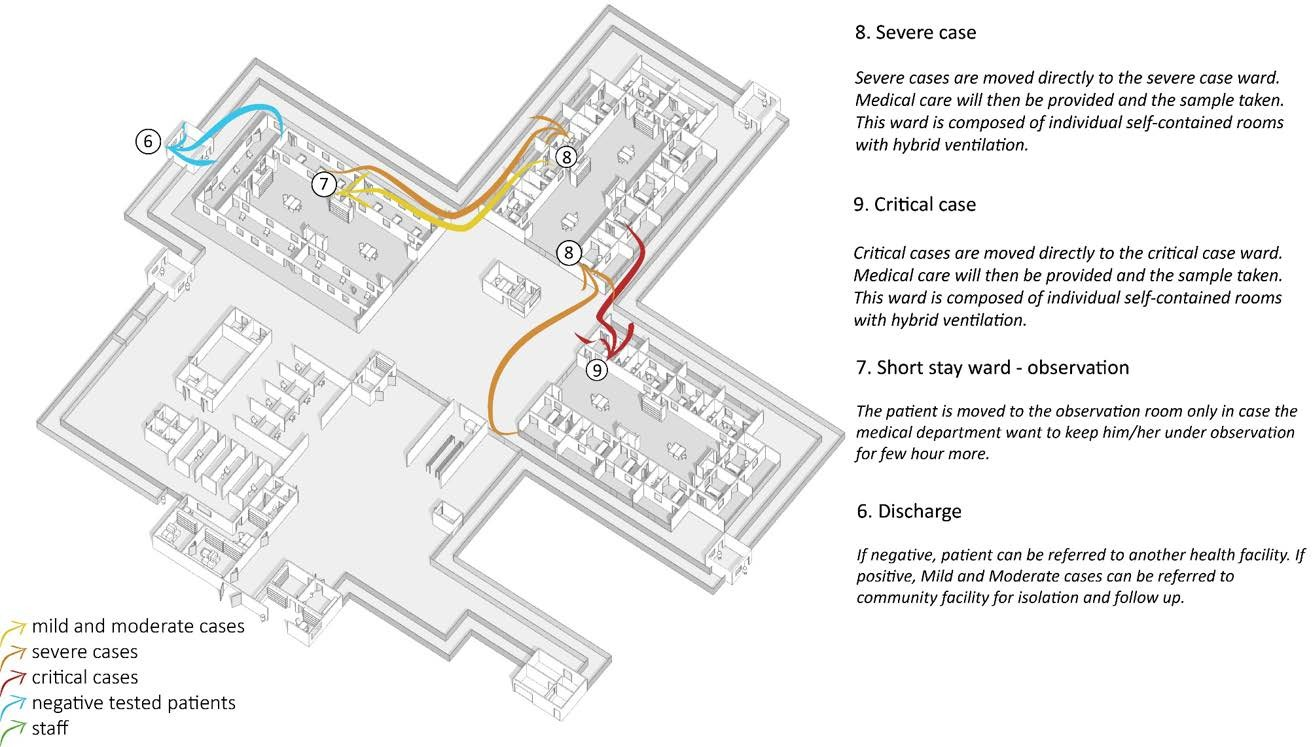 8. Severe case
Severe cases are moved directly to the severe case ward.
Medical care will then be provided and the sample taken.
This ward is composed of individual self-contained rooms
with hybrid ventilation.
9. Critical case
Critical cases are moved directly to the critical case ward.
Medical care will then be provided and the sample taken.
This ward is composed of individual self-contained rooms
with hybrid ventilation.
7. Short stay ward - observation
The patient is moved to the observation room only in case the
medical department want to keep him/her under observation
for few hour more.
6. Discharge
If negative, patient can be referred to another health facility. If
positive, Mild and Moderate cases can be referred to
community facility for isolation and follow up.
6
7
8
8
9
mild and moderate cases
severe cases
critical cases
negative tested patients
staff